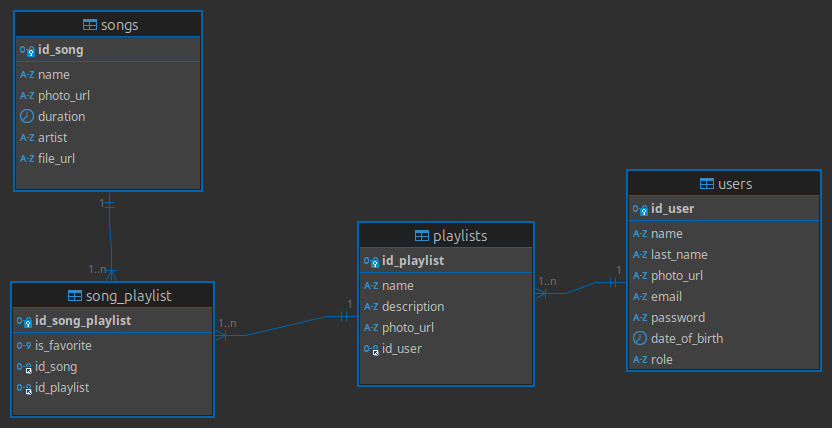 songs
id_song
A-Z name
A-Z photo_url
duration
A-Z artist
A-Z file_url
1
1..n
song_playlist
id_song_playlist
0-9 is_favorite
id_song
id_playlist
1..n
1
playlists
id_playlist
A-Z name
A-Z description
A-Z photo_url
id_user
1..n
1
users
id_user
A-Z name
A-Z last_name
A-Z photo_url
A-Z email
A-Z password
date_of_birth
A-Z role